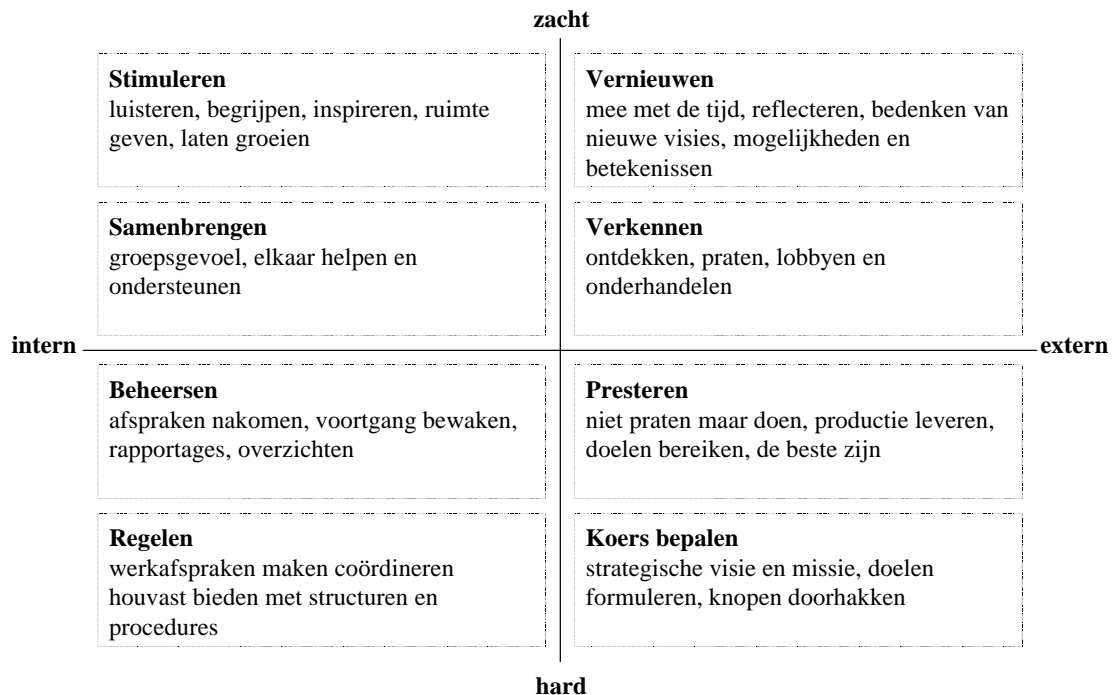 zacht
Stimuleren
luisteren, begrijpen, inspireren, ruimte
geven, laten groeien
Vernieuwen
mee met de tijd, reflecteren, bedenken van
nieuwe visies, mogelijkheden en
betekenissen
Samenbrengen
groepsgevoel, elkaar helpen en
ondersteunen
Verkennen
ontdekken, praten, lobbyen en
onderhandelen
intern
extern
Beheersen
afspraken nakomen, voortgang bewaken,
rapportages, overzichten
Presteren
niet praten maar doen, productie leveren,
doelen bereiken, de beste zijn
Regelen
werkafspraken maken coördineren
houvast bieden met structuren en
procedures
Koers bepalen
strategische visie en missie, doelen
formuleren, knopen doorhakken
hard